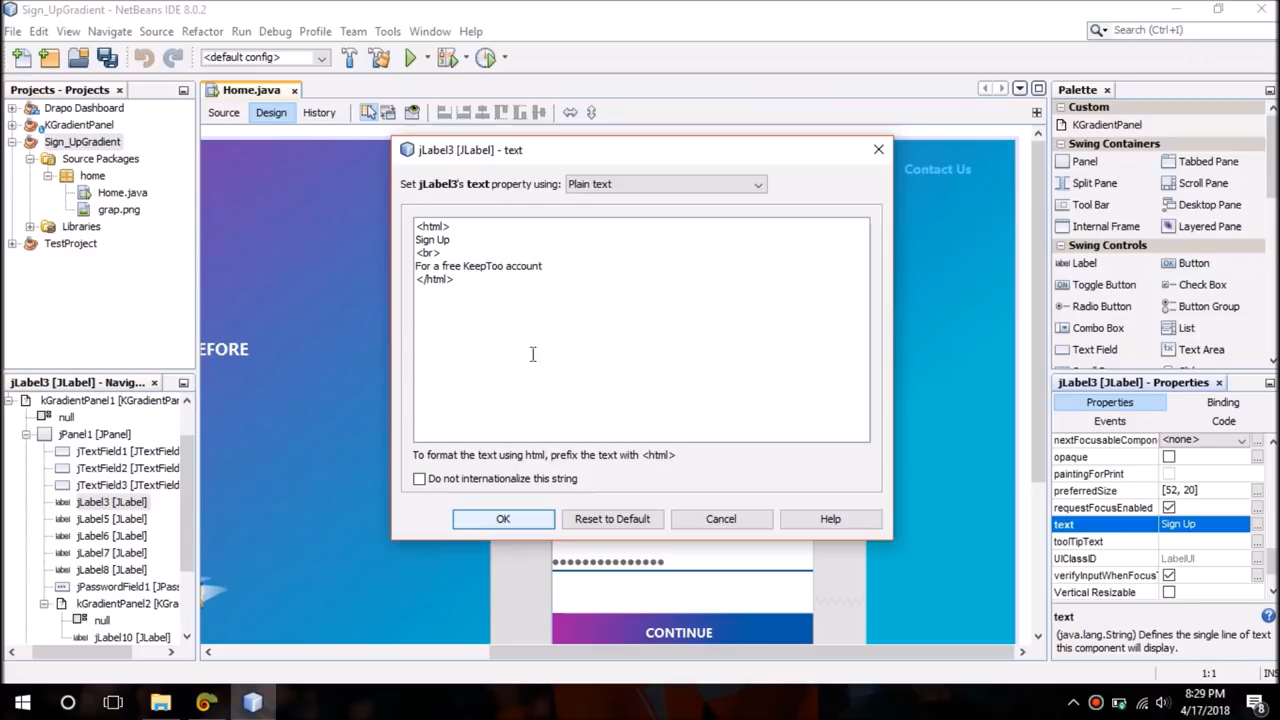 Sign_UpGradient - NetBeans IDE 8.0.2
File Edit View Navigate Source Refactor Run Debug Profile Team Tools Window Help
Search (Ctrl+I)
<default config>
Projects - Projects
Drapo Dashboard
KGradientPanel
Sign_UpGradient
Source Packages
home
Home.java
grap.png
Libraries
TestProject
Home.java
Source Design History
EFORE
Contact Us
jLabel3 [JLabel] - text
Set jLabel3's text property using: Plain text
<html>
Sign Up
<br>
For a free KeepToo account
</html>
To format the text using html, prefix the text with <html>
Do not internationalize this string
OK Reset to Default Cancel Help
CONTINUE
Palette
Custom
KGradientPanel
Swing Containers
Panel Tabbed Pane
Split Pane Scroll Pane
Tool Bar Desktop Pane
Internal Frame Layered Pane
Swing Controls
Label Button
Toggle Button Check Box
Radio Button Button Group
Combo Box List
Text Field Text Area
jLabel3 [JLabel] - Navig...
kGradientPanel1 [KGradientPar
null
jPanel1 [JPanel]
jTextField1 [JTextField
jTextField2 [JTextField
jTextField3 [JTextField
jLabel3 [JLabel]
jLabel5 [JLabel]
jLabel6 [JLabel]
jLabel7 [JLabel]
jLabel8 [JLabel]
jPasswordField1 [JPass
kGradientPanel2 [KGra
null
jLabel10 [JLabel]
jLabel3 [JLabel] - Properties
Properties Binding
Events Code
nextFocusableCompon <none>
opaque
paintingForPrint
preferredSize [52, 20]
requestFocusEnabled
text Sign Up
toolTipText
UIClassID LabelUI
verifyInputWhenFocusT
Vertical Resizable
text
(java.lang.String) Defines the single line of text
this component will display.
1:1 INS
8:29 PM
4/17/2018
8